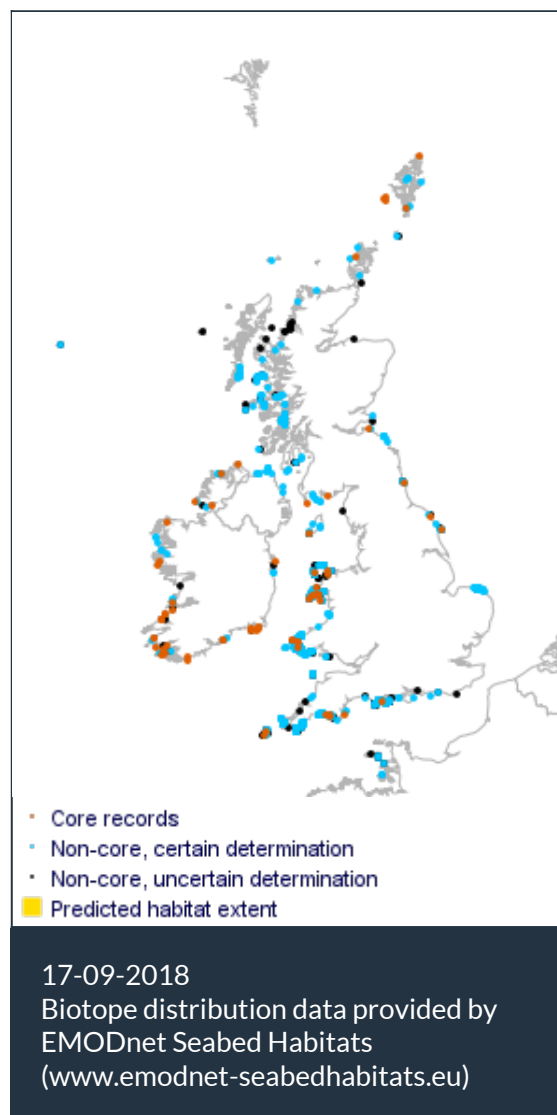 Core records
Non-core, certain determination
Non-core, uncertain determination
Predicted habitat extent
17-09-2018
Biotope distribution data provided by
EMODnet Seabed Habitats
(www.emodnet-seabedhabitats.eu)